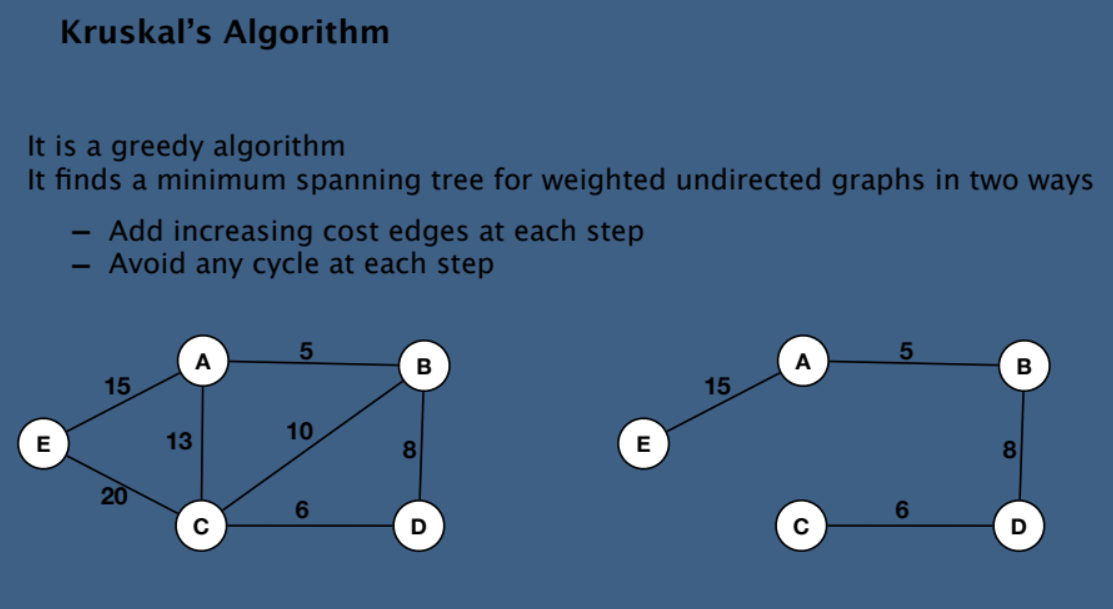 Kruskal's Algorithm
It is a greedy algorithm
It finds a minimum spanning tree for weighted undirected graphs in two ways
– Add increasing cost edges at each step
– Avoid any cycle at each step
A 5 B
15
E 13 10 8
20
C 6 D
A 5 B
15
E 8
C 6 D